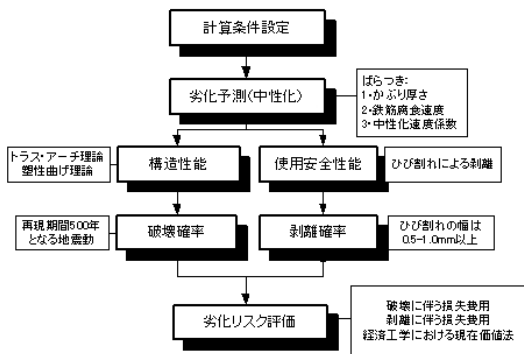 計算条件設定
劣化予測(中性化)
ばらつき:
1・かぶり厚さ
2・鉄筋腐食速度
3・中性化速度係数
トラス・アーチ理論
塑性曲げ理論
構造性能
使用安全性能
ひび割れによる剥離
再現期間500年
となる地震動
破壊確率
剥離確率
ひび割れの幅は
0.5-1.0mm以上
劣化リスク評価
破壊に伴う損失費用
剥離に伴う損失費用
経済工学における現在価値法